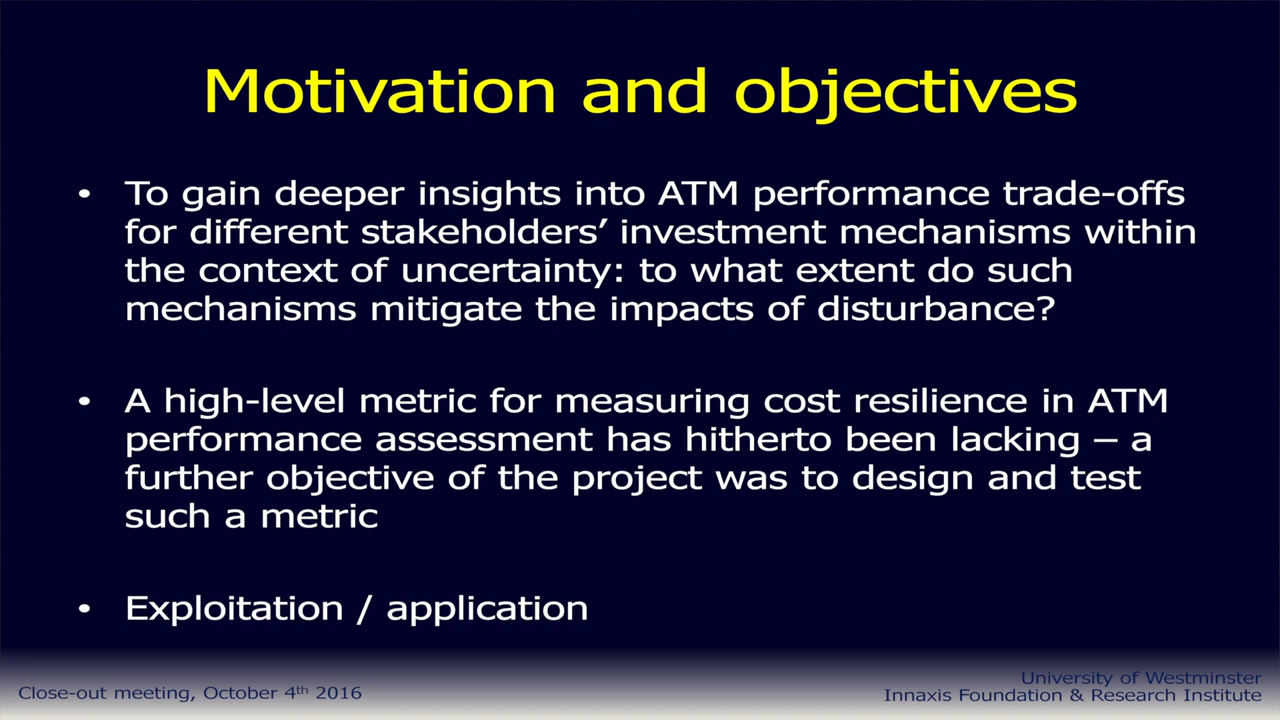 Motivation and objectives
• To gain deeper insights into ATM performance trade-offs
for different stakeholders’ investment mechanisms within
the context of uncertainty: to what extent do such
mechanisms mitigate the impacts of disturbance?
• A high-level metric for measuring cost resilience in ATM
performance assessment has hitherto been lacking – a
further objective of the project was to design and test
such a metric
• Exploitation / application
Close-out meeting, October 4th 2016
University of Westminster
Innaxis Foundation & Research Institute